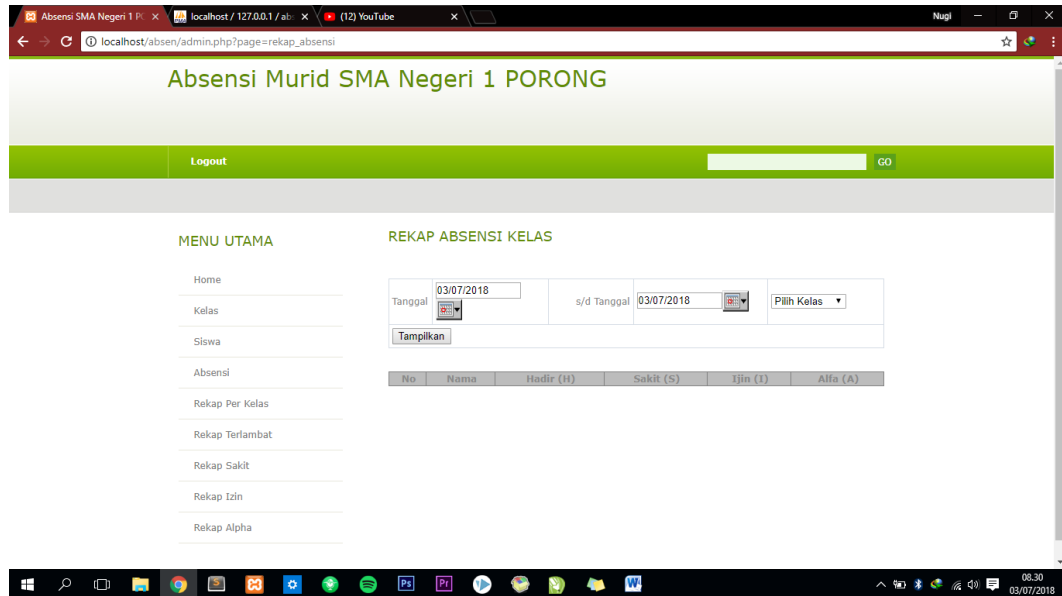 Absensi SMA Negeri 1 P
localhost / 127.0.0.1 / ab
(12) YouTube
Nugi
localhost/absen/admin.php?page=rekap_absensi
Absensi Murid SMA Negeri 1 PORONG
Logout
GO
MENU UTAMA
Home
Kelas
Siswa
Absensi
Rekap Per Kelas
Rekap Terlambat
Rekap Sakit
Rekap Izin
Rekap Alpha
REKAP ABSENSI KELAS
Tanggal 03/07/2018 s/d Tanggal 03/07/2018 Pilih Kelas
Tampilkan
No Nama Hadir (H) Sakit (S) Ijin (I) Alfa (A)
Ps
Pr
W
08.30
03/07/2018